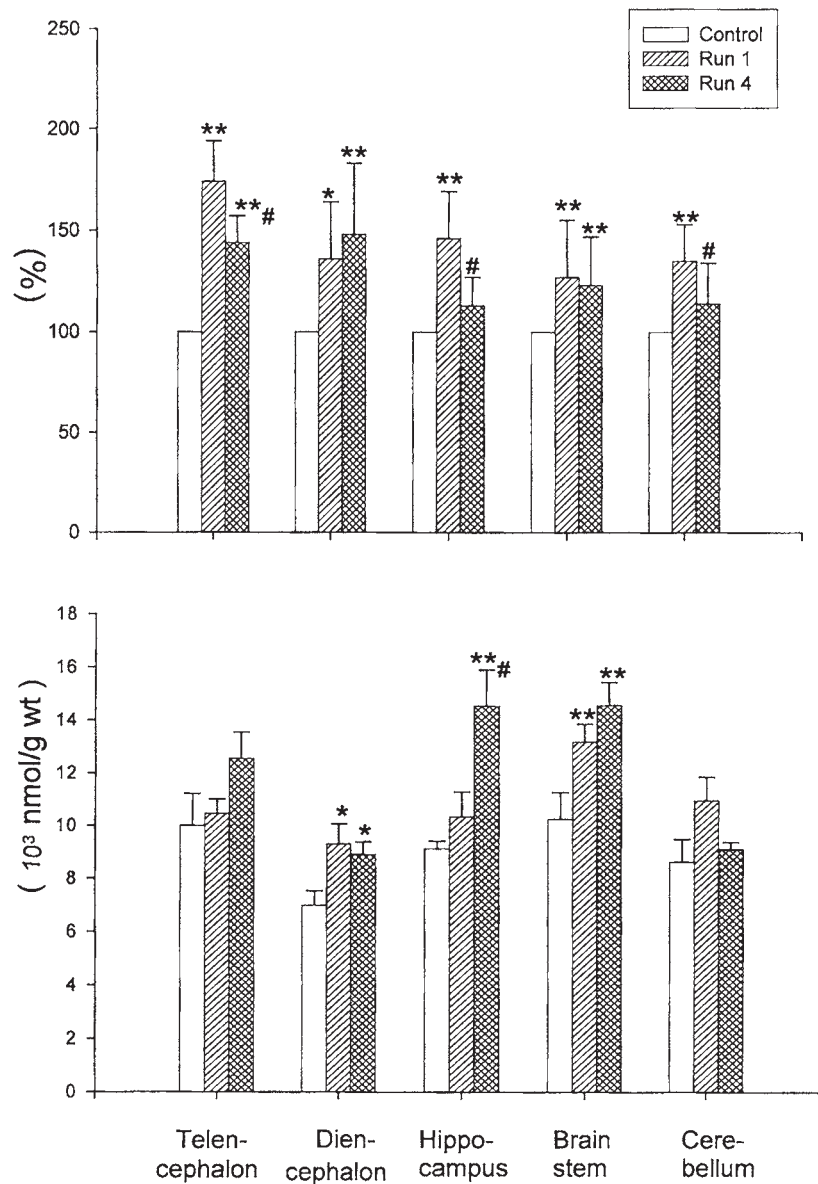 250
200
150
100
50
0
(%)
Control
Run 1
Run 4
**
**#
*
**
**
#
**
**
**
#
18
16
14
12
10
8
6
4
2
0
( 10³ nmol/g wt )
*
*
**#
**
**
Telen-
cephalon
Dien-
cephalon
Hippo-
campus
Brain
stem
Cere-
bellum